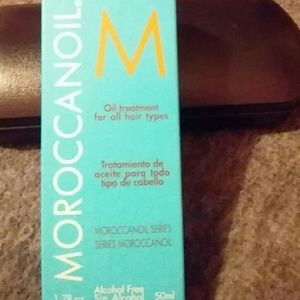 MOROCCANOIL®
M
Oil treatment
for all hair types
Tratamiento de
aceite para todo
tipo de cabello
MOROCCANOIL SERIES
SERIES MOROCCANOIL
Alcohol Free
Sin Alcohol
50ml